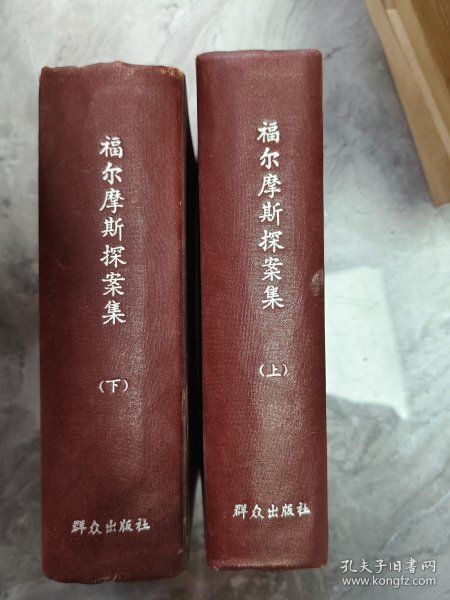 福尔摩斯探案集
（下）
群众出版社
福尔摩斯探案集
（上）
群众出版社
孔夫子旧书网
www.kongfz.com